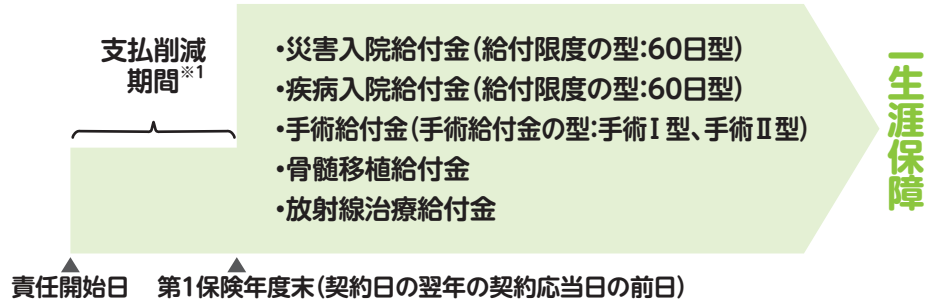 支払削減
期間※1
・災害入院給付金(給付限度の型:60日型)
・疾病入院給付金(給付限度の型:60日型)
・手術給付金(手術給付金の型:手術Ⅰ型、手術Ⅱ型)
・骨髄移植給付金
・放射線治療給付金
一生涯保障
責任開始日
第1保険年度末(契約日の翌年の契約応当日の前日)